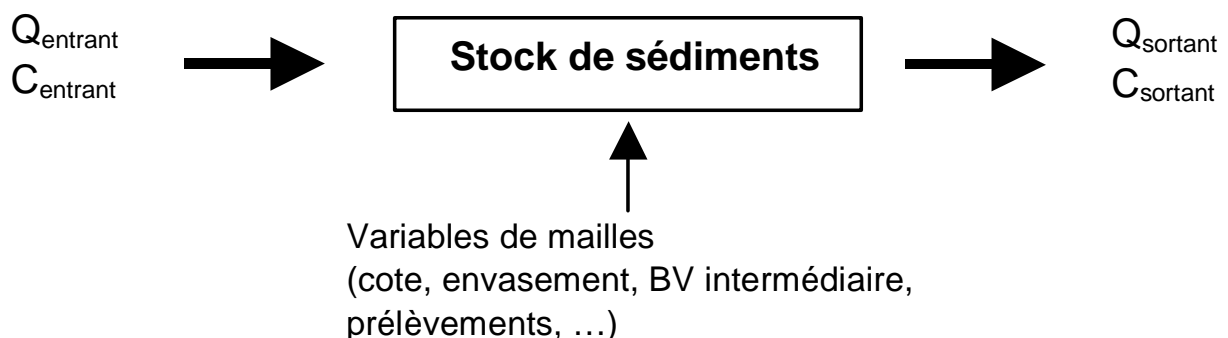 Qentrant
Centrant
Stock de sédiments
Qsortant
Csortant
Variables de mailles
(cote, envasement, BV intermédiaire,
prélèvements, …)